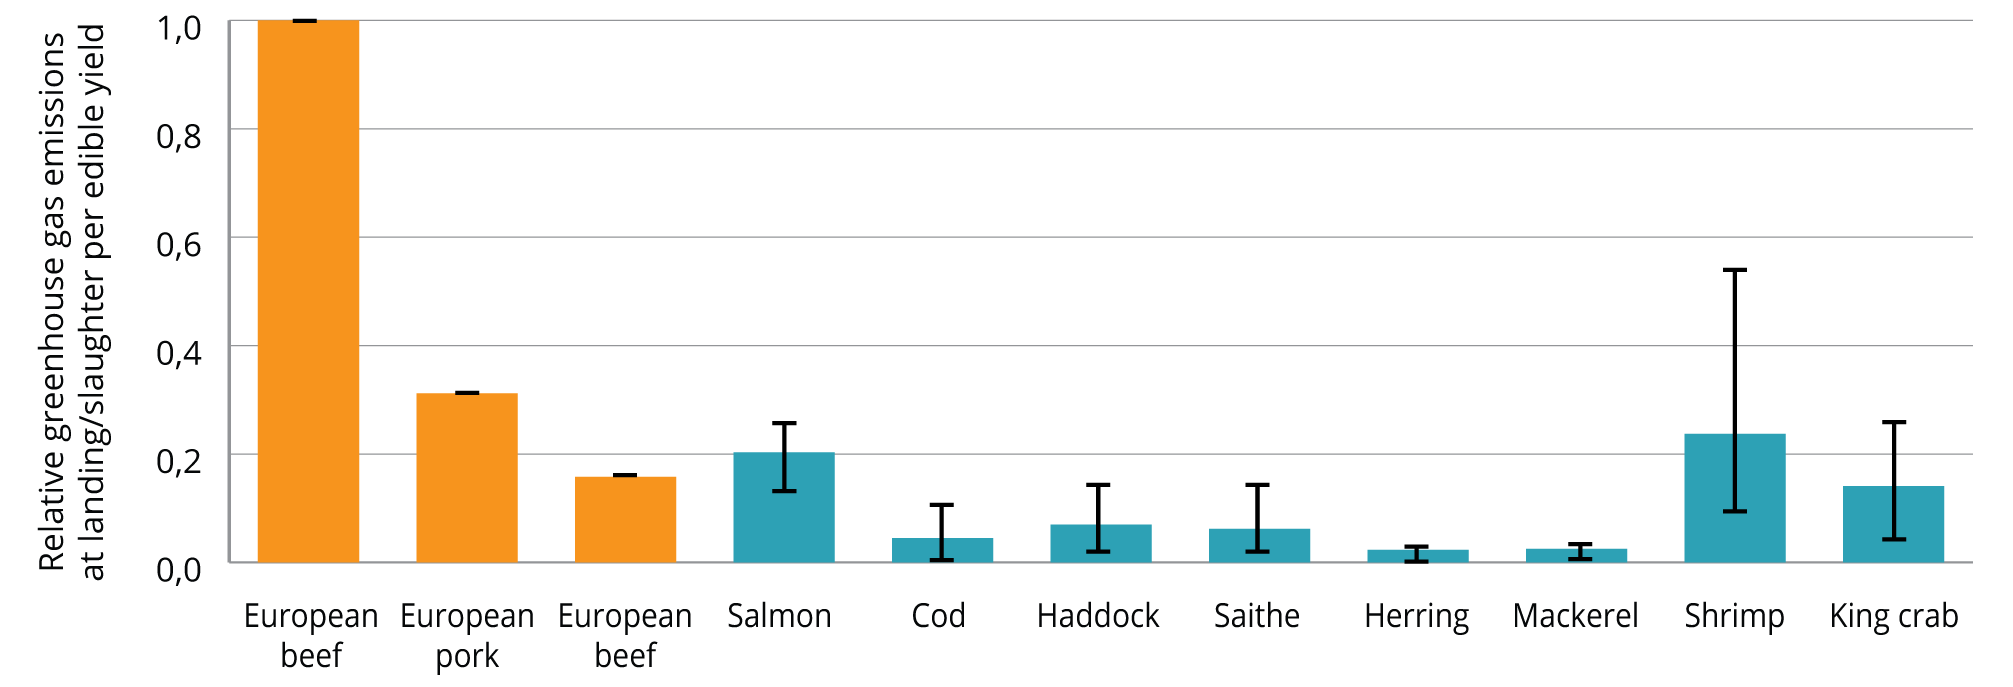 Relative greenhouse gas emissions
at landing/slaughter per edible yield
1,0
0,8
0,6
0,4
0,2
0,0
European
beef
European
pork
European
beef
Salmon
Cod
Haddock
Saithe
Herring
Mackerel
Shrimp
King crab